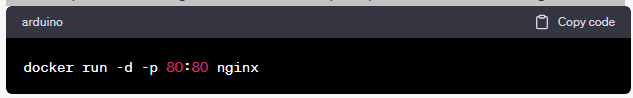 arduino
Copy code
docker run -d -p 80:80 nginx